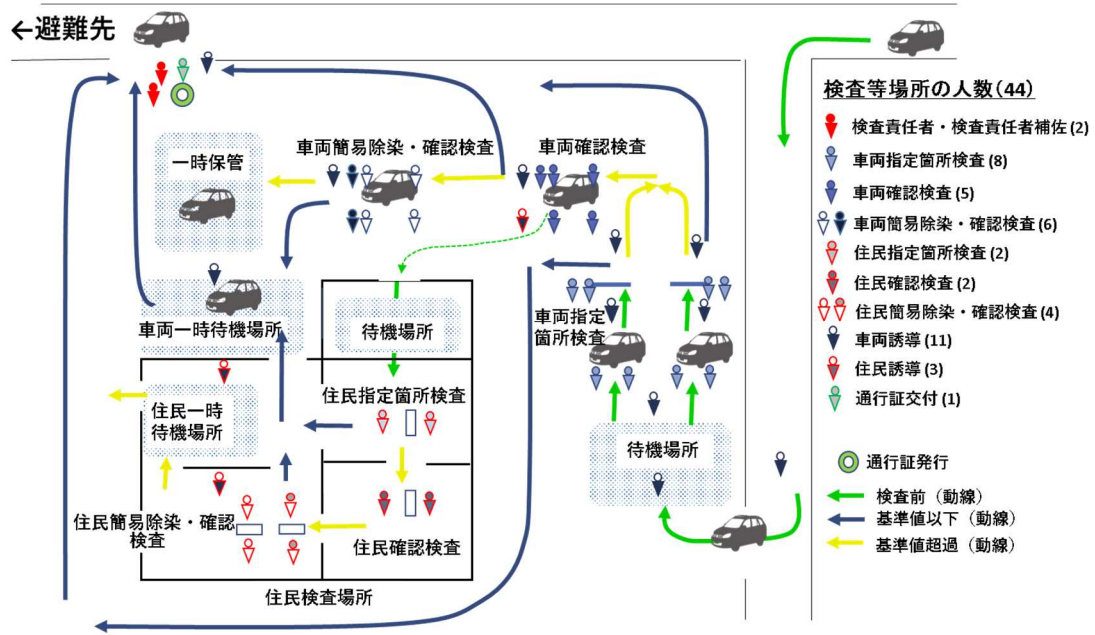 ←避難先
一時保管
車両簡易除染・確認検査
車両確認検査
車両一時待機場所
待機場所
車両指定
箇所検査
待機場所
住民指定箇所検査
住民一時
待機場所
住民簡易除染・確認
検査
住民確認検査
住民検査場所
検査等場所の人数(44)
検査責任者・検査責任者補佐(2)
車両指定箇所検査(8)
車両確認検査(5)
車両簡易除染・確認検査(6)
住民指定箇所検査(2)
住民確認検査(2)
住民簡易除染・確認検査(4)
車両誘導(11)
住民誘導(3)
通行証交付(1)
通行証発行
検査前(動線)
基準値以下(動線)
基準値超過(動線)